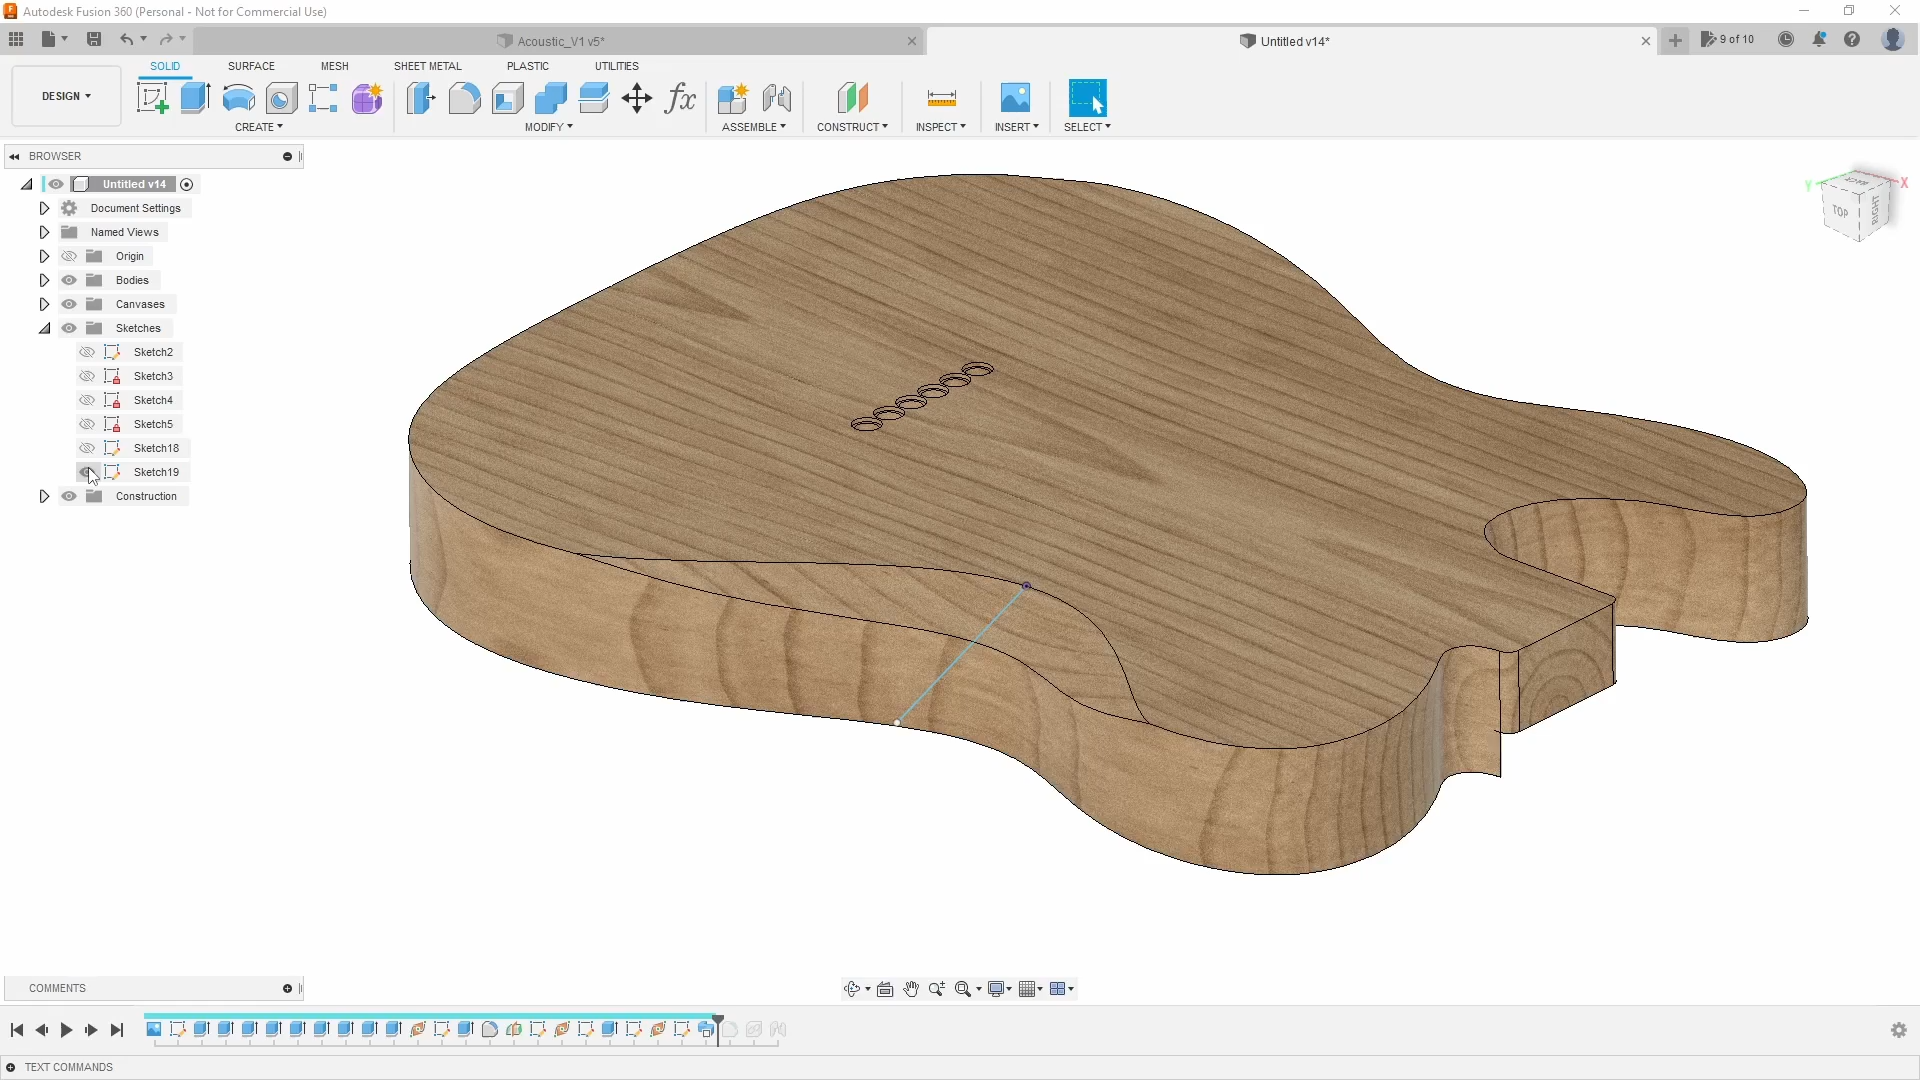 Autodesk Fusion 360 (Personal - Not for Commercial Use)
Acoustic_V1 v5*
Untitled v14*
9 of 10
DESIGN
SOLID
SURFACE
MESH
SHEET METAL
PLASTIC
UTILITIES
CREATE
MODIFY
ASSEMBLE
CONSTRUCT
INSPECT
INSERT
SELECT
BROWSER
Untitled v14
Document Settings
Named Views
Origin
Bodies
Canvases
Sketches
Sketch2
Sketch3
Sketch4
Sketch5
Sketch18
Sketch19
Construction
Y
X
BACK
TOP
RIGHT
COMMENTS
TEXT COMMANDS